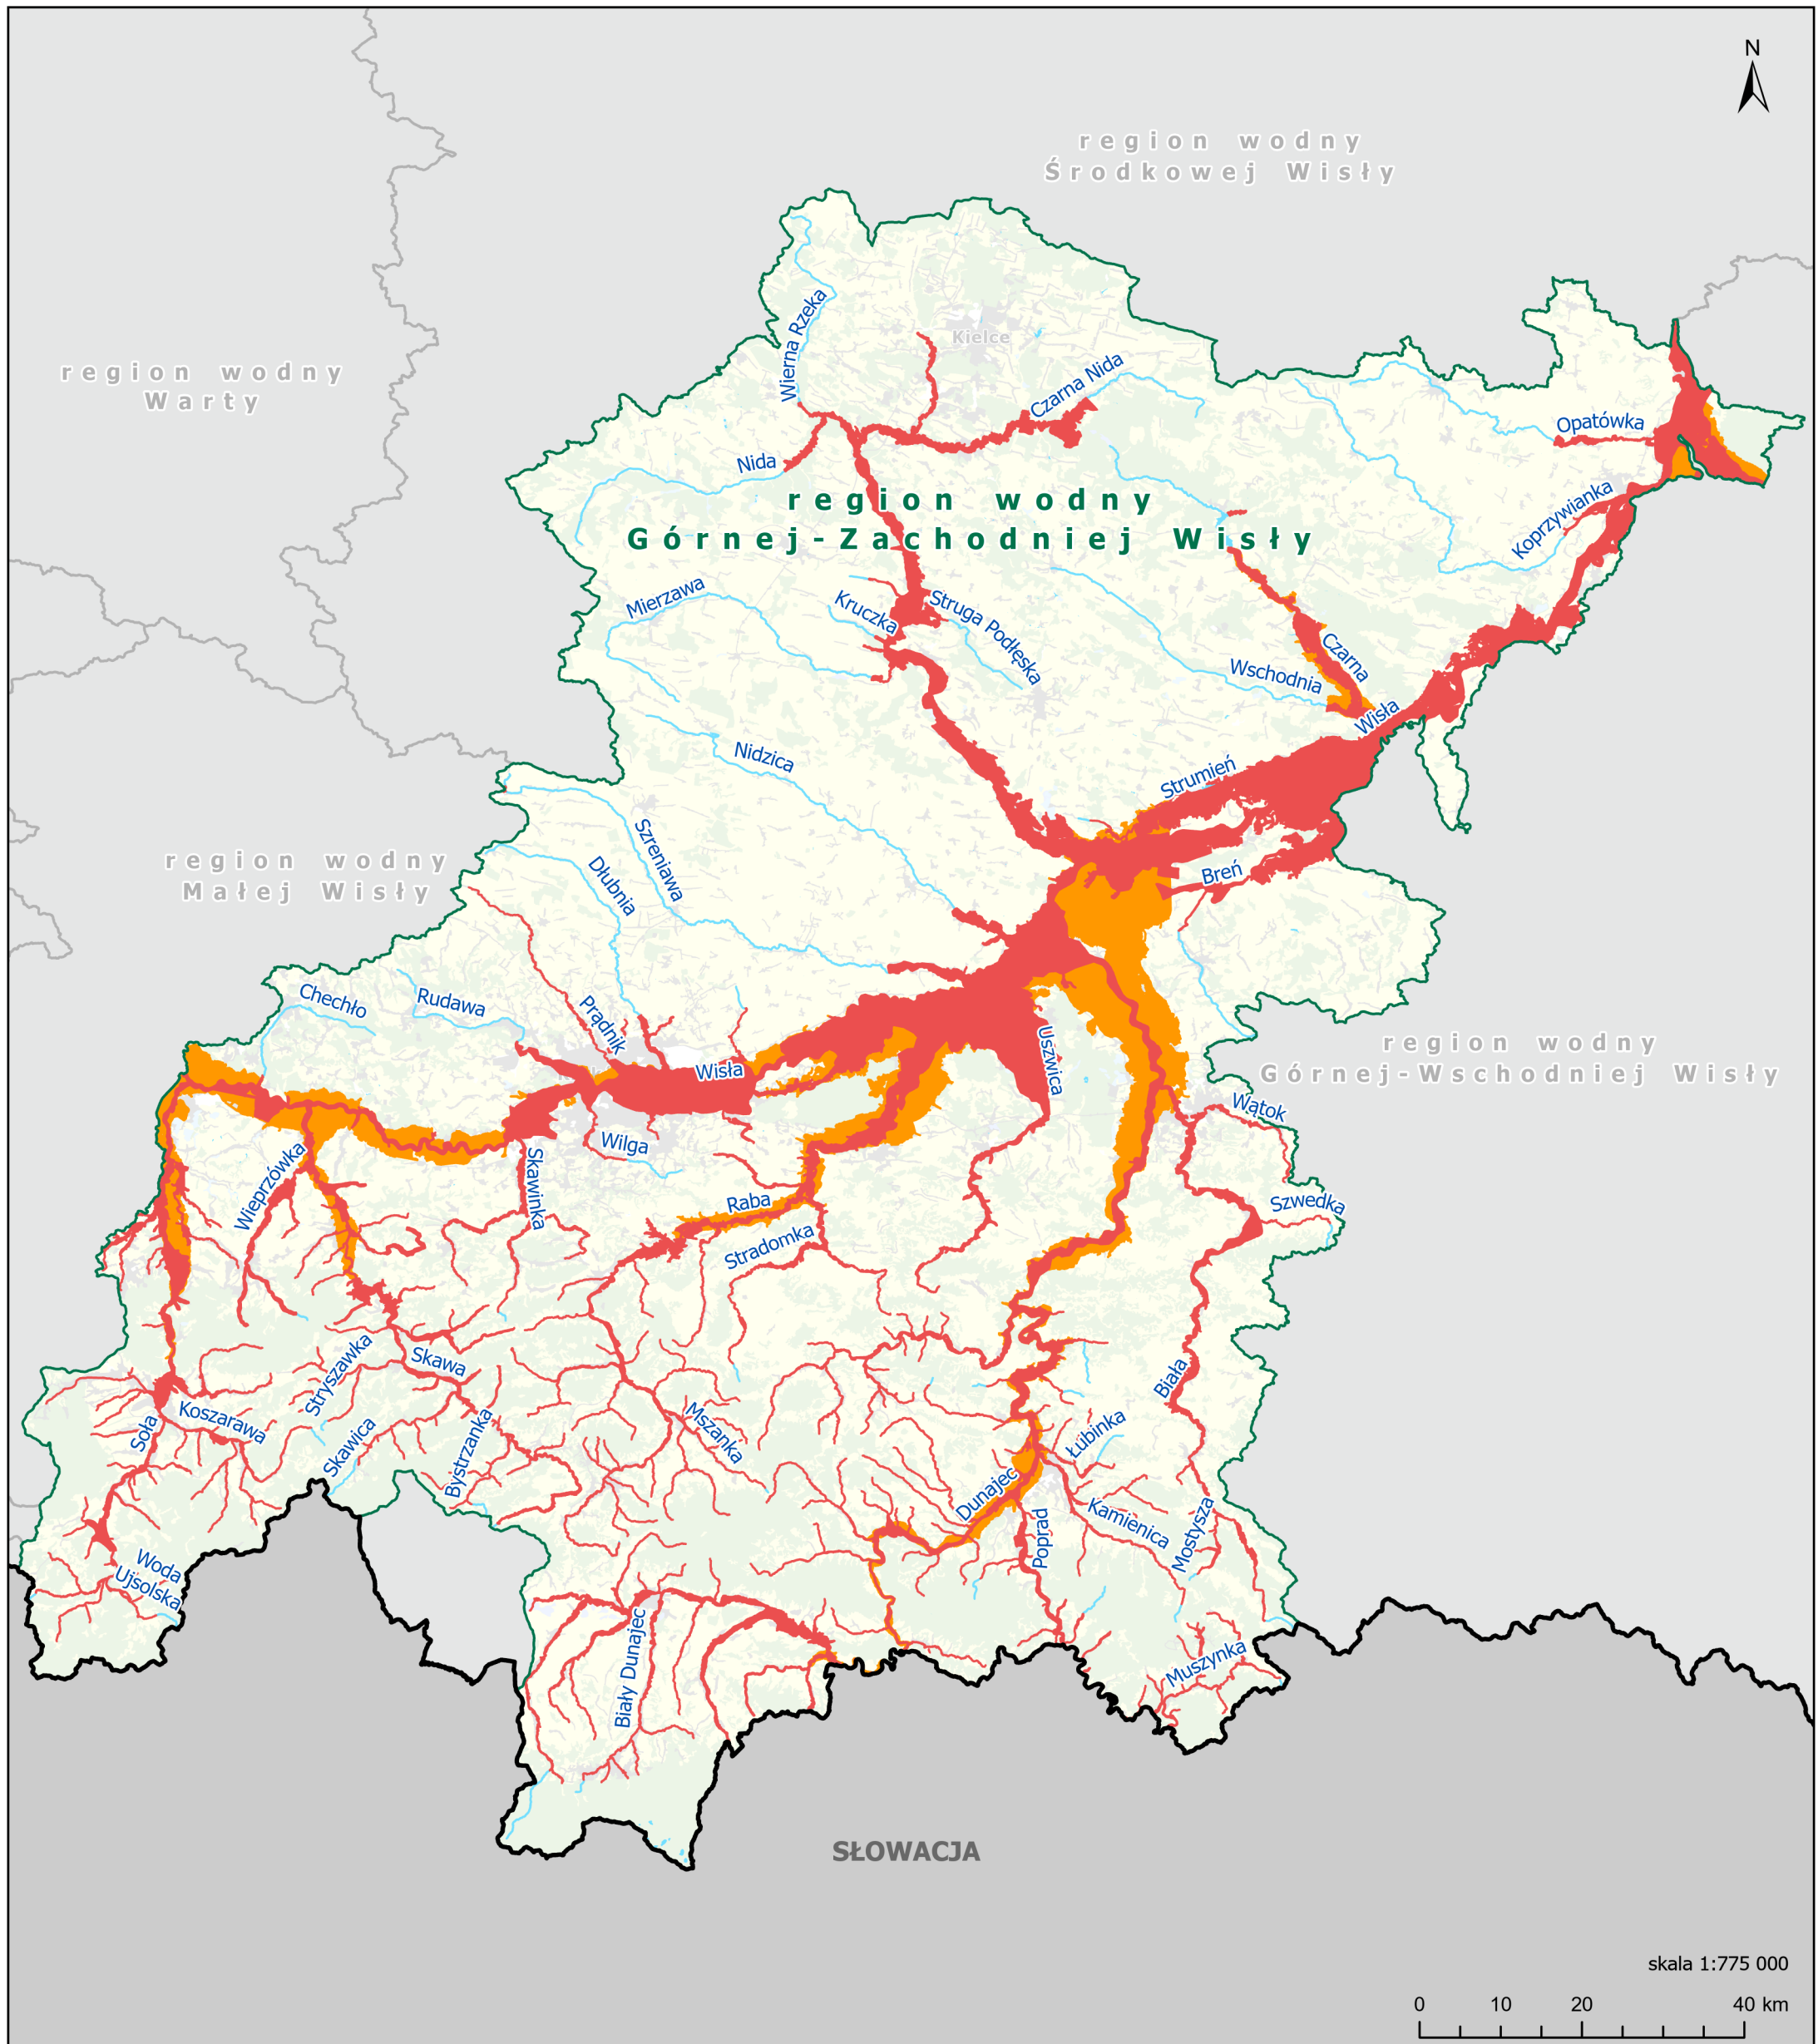 N
region wodny
Środkowej Wisły
Kielce
Wierna Rzeka
Czarna Nida
region wodny
Warty
Opatówka
Nida
Koprzywianka
region wodny
Górnej-Zachodniej Wisły
Mierzawa
Kruczka
Struga Podłęska
Czarna
Wschodnia
Wisła
Nidzica
Strumień
Szreniawa
region wodny
Małej Wisły
Dłubnia
Breń
Chechło
Rudawa
Prądnik
Uszwica
region wodny
Górnej-Wschodniej Wisły
Wisła
Wątok
Wilga
Wieprzówka
Skawinka
Raba
Szwedka
Stradomka
Stryszawka
Skawa
Biała
Koszarawa
Soła
Skawica
Bystrzanka
Mszanka
Łubinka
Dunajec
Poprad
Kamienica
Mostysza
Woda
Ujsolska
Biały Dunajec
Muszynka
SŁOWACJA
skala 1:775 000
0 10 20 40 km